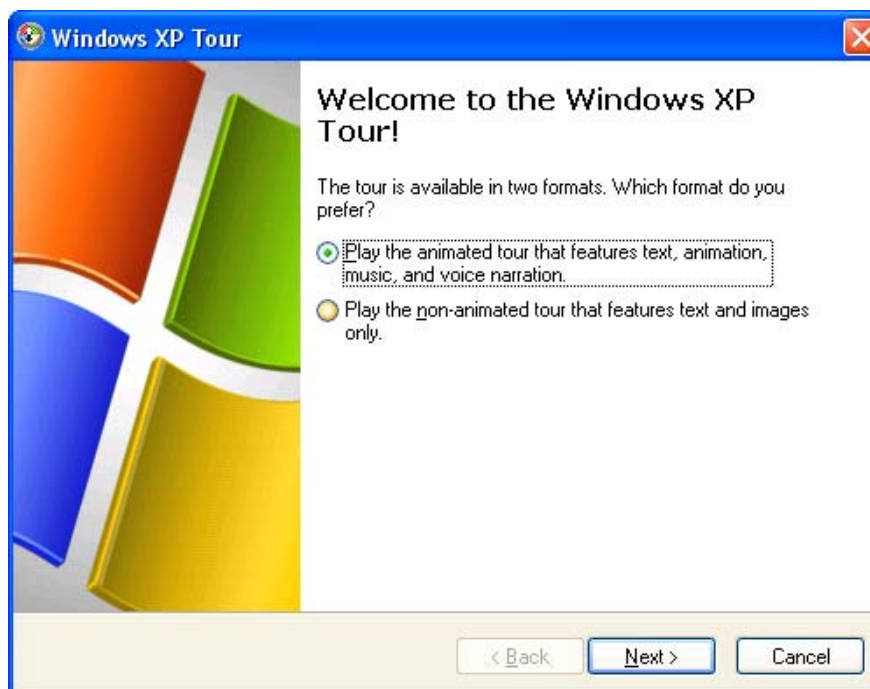 Windows XP Tour
Welcome to the Windows XP
Tour!
The tour is available in two formats. Which format do you
prefer?
Play the animated tour that features text, animation,
music, and voice narration.
Play the non-animated tour that features text and images
only.
< Back
Next >
Cancel